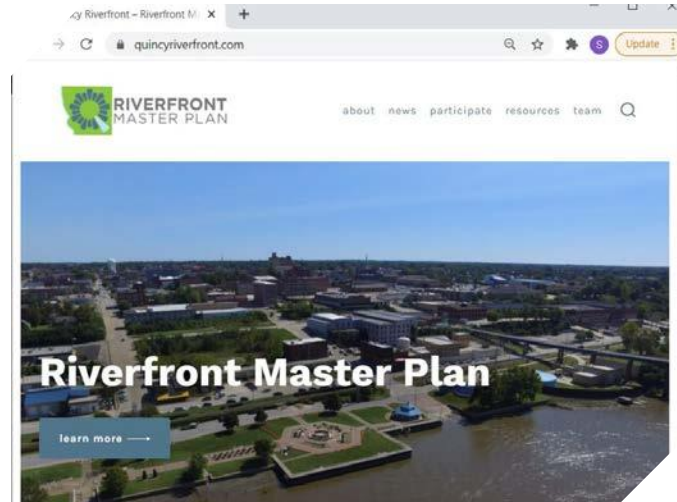 cy Riverfront – Riverfront M
quincyriverfront.com
S
Update
RIVERFRONT
MASTER PLAN
about news participate resources team
Riverfront Master Plan
learn more →